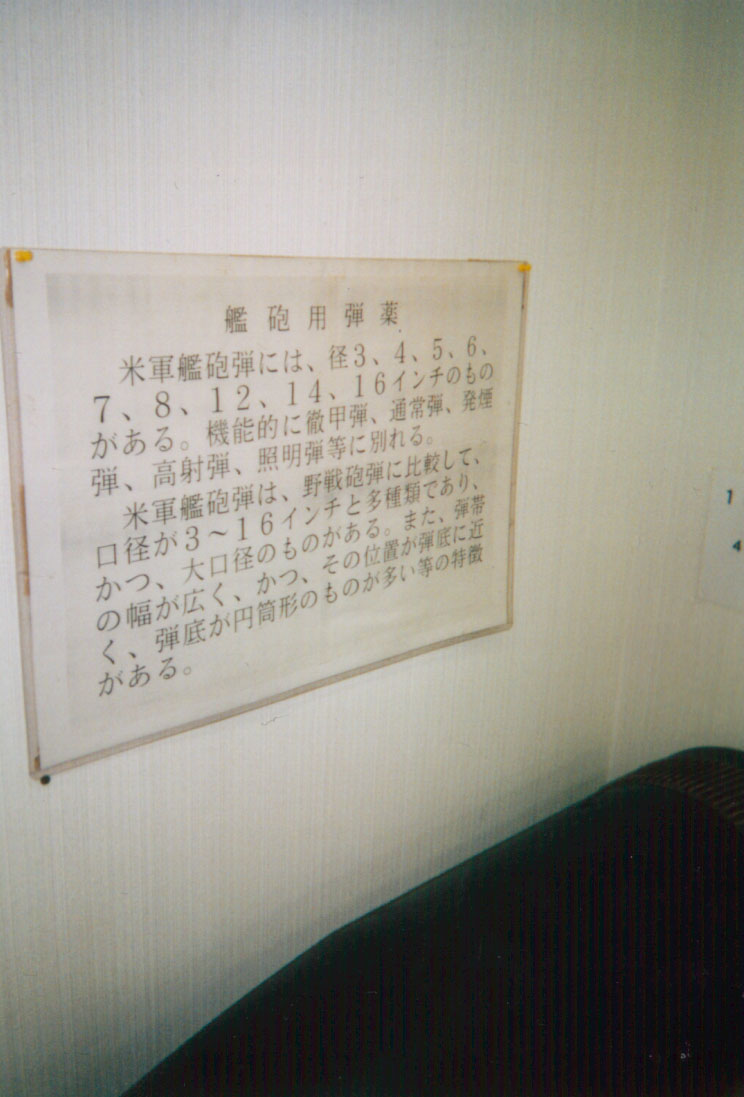 艦砲用弾薬
米軍艦砲弾には、径3、4、5、6、
7、8、12、14、16インチのもの
がある。機能的に徹甲弾、通常弾、発煙
弾、高射弾、照明弾等に別れる。
米軍艦砲弾は、野戦砲弾に比較して、
口径が3～16インチと多種類であり、
かつ、大口径のものがある。また、弾帯
の幅が広く、かつ、その位置が弾底に近
く、弾底が円筒形のものが多い等の特徴
がある。
1
4